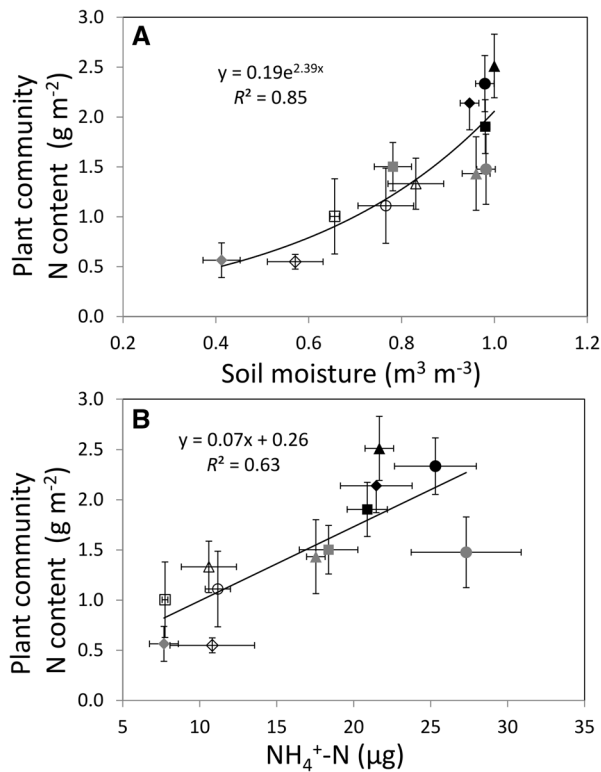 A
y = 0.19e^2.39x
R² = 0.85
Plant community
N content (g m⁻²)
3.0
2.5
2.0
1.5
1.0
0.5
0.0
0.2 0.4 0.6 0.8 1.0 1.2
Soil moisture (m³ m⁻³)
B
y = 0.07x + 0.26
R² = 0.63
Plant community
N content (g m⁻²)
3.0
2.5
2.0
1.5
1.0
0.5
0.0
5 10 15 20 25 30 35
NH₄⁺-N (µg)